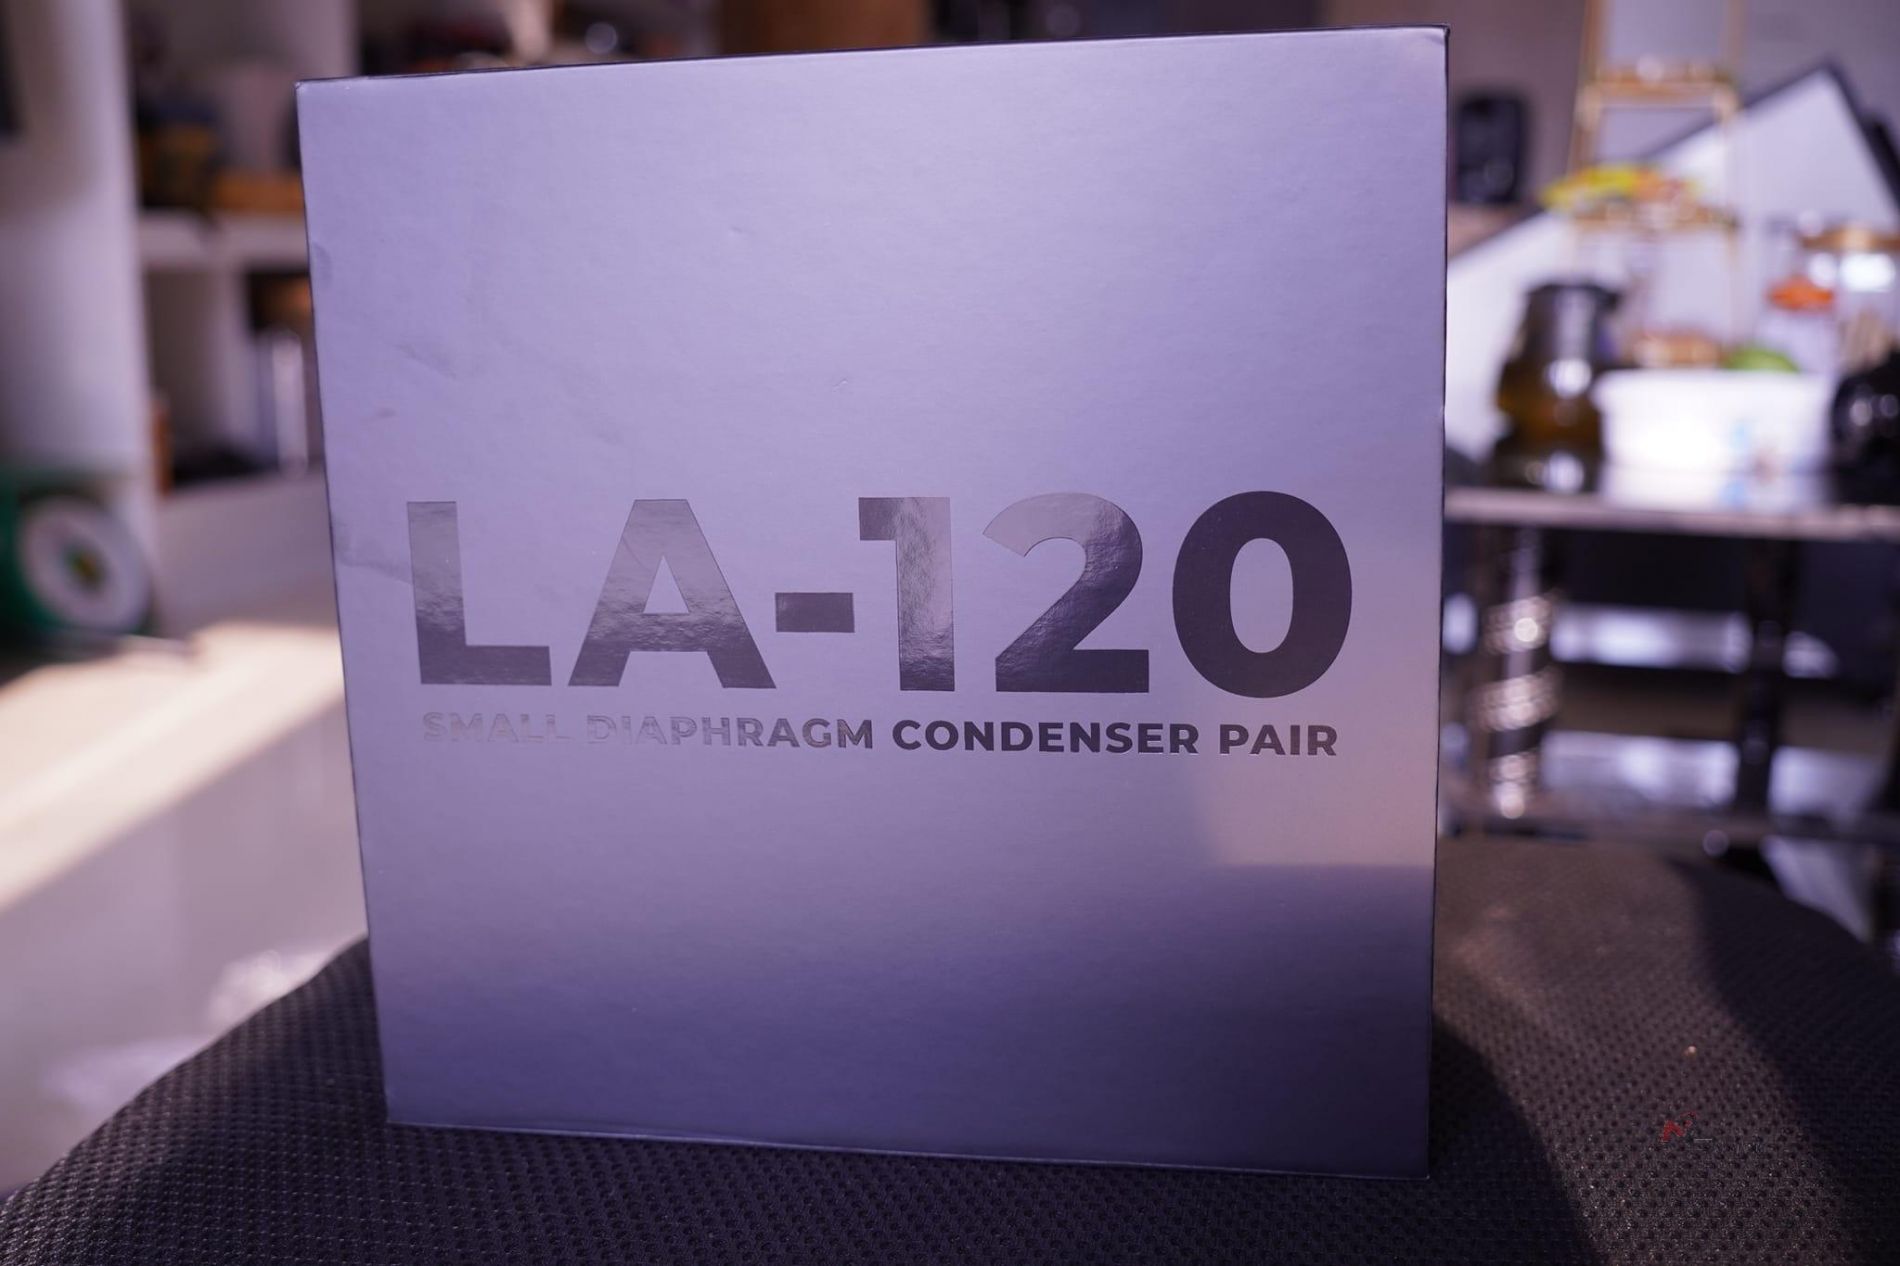 LA-120
SMALL DIAPHRAGM CONDENSER PAIR